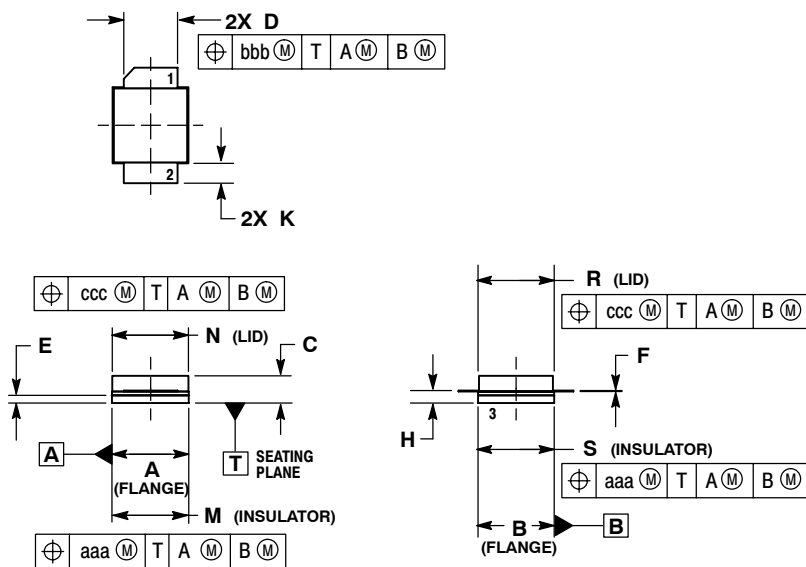 2X D
⌖ bbb Ⓜ T A Ⓜ B Ⓜ
1
2
2X K
⌖ ccc Ⓜ T A Ⓜ B Ⓜ
N (LID)
E
C
A
A
(FLANGE)
T SEATING
PLANE
M (INSULATOR)
⌖ aaa Ⓜ T A Ⓜ B Ⓜ
R (LID)
⌖ ccc Ⓜ T A Ⓜ B Ⓜ
F
H
3
S (INSULATOR)
⌖ aaa Ⓜ T A Ⓜ B Ⓜ
B
(FLANGE)
B